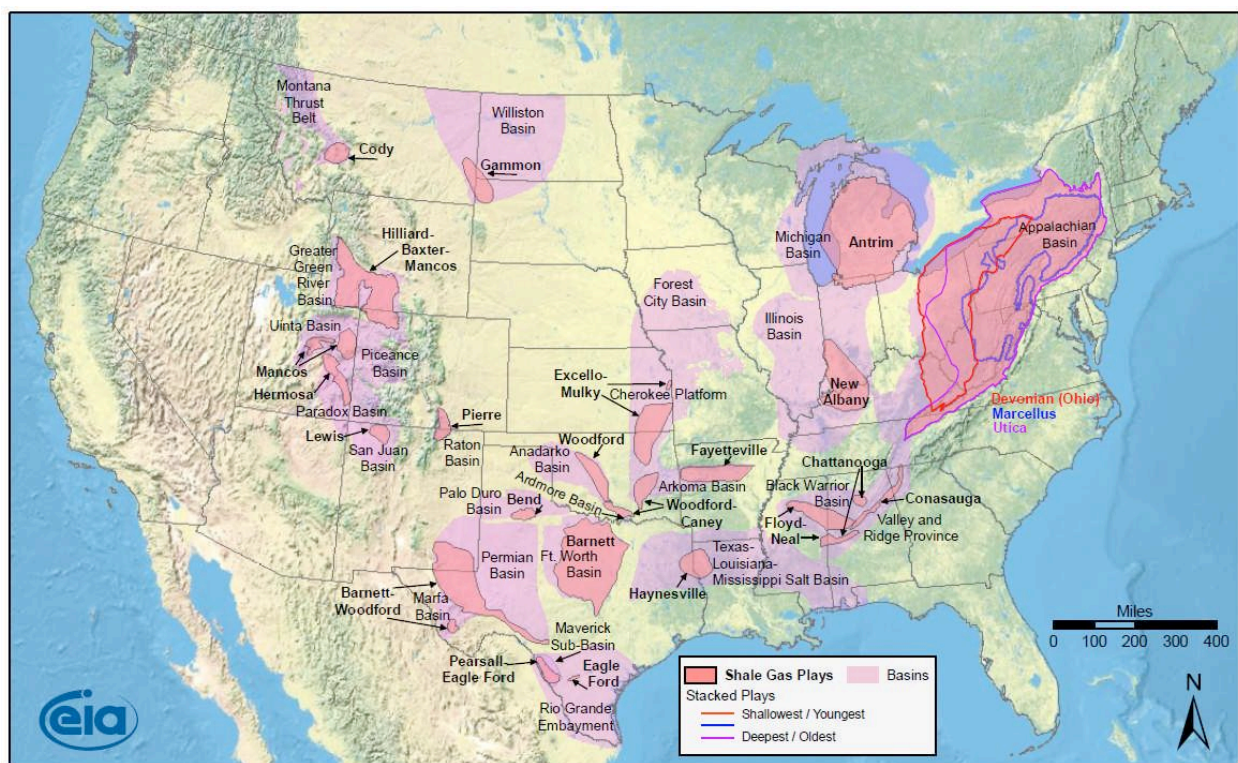 Montana
Thrust
Belt
Cody
Williston
Basin
Gammon
Hilliard-
Baxter-
Mancos
Greater
Green
River
Basin
Uinta Basin
Mancos
Piceance
Basin
Hermosa
Paradox Basin
Lewis
San Juan
Basin
Pierre
Raton
Basin
Forest
City Basin
Excello-
Mulky
Cherokee Platform
Michigan
Basin
Antrim
Illinois
Basin
New
Albany
Appalachian
Basin
Devonian (Ohio)
Marcellus
Utica
Woodford
Anadarko
Basin
Fayetteville
Arkoma Basin
Ardmore Basin
Palo Duro
Basin
Bend
Woodford-
Caney
Chattanooga
Black Warrior
Basin
Conasauga
Floyd-
Neal
Valley and
Ridge Province
Permian
Basin
Barnett
Ft. Worth
Basin
Texas-
Louisiana-
Mississippi Salt Basin
Haynesville
Barnett-
Woodford
Marfa
Basin
Maverick
Sub-Basin
Pearsall-
Eagle Ford
Eagle
Ford
Rio Grande
Embayment
Miles
0 100 200 300 400
N
Shale Gas Plays
Basins
Stacked Plays
Shallowest / Youngest
Deepest / Oldest
eia